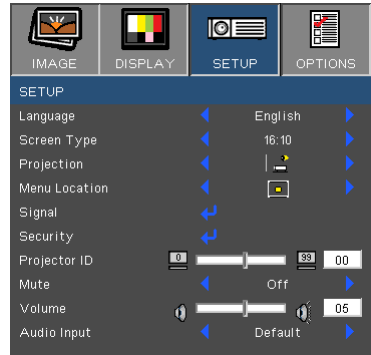 IMAGE DISPLAY SETUP OPTIONS
SETUP
Language English
Screen Type 16:10
Projection
Menu Location
Signal
Security
Projector ID 0 99 00
Mute Off
Volume 05
Audio Input Default